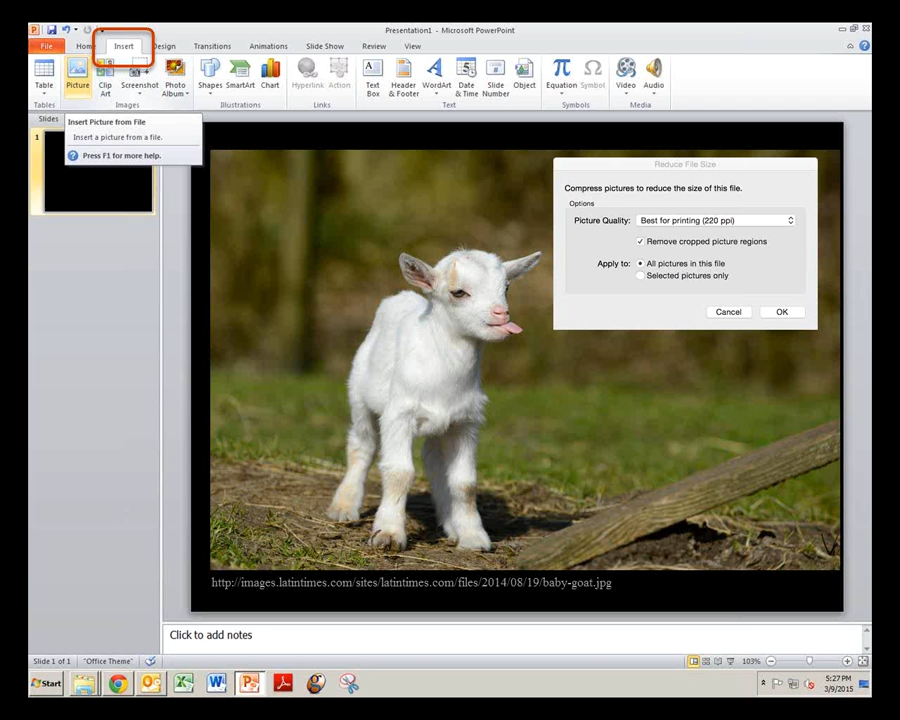 Presentation1 - Microsoft PowerPoint
File Home Insert Design Transitions Animations Slide Show Review View
Table Picture Clip Art Screenshot Photo Album Shapes SmartArt Chart Hyperlink Action Text Box Header & Footer WordArt Date & Time Slide Number Object Equation Symbol Video Audio
Tables Images Illustrations Links Text Symbols Media
Slides
Insert Picture from File
Insert a picture from a file.
Press F1 for more help.
1
Reduce File Size
Compress pictures to reduce the size of this file.
Options
Picture Quality: Best for printing (220 ppi)
Remove cropped picture regions
Apply to: All pictures in this file
Selected pictures only
Cancel OK
http://images.latintimes.com/sites/latintimes.com/files/2014/08/19/baby-goat.jpg
Click to add notes
Slide 1 of 1 "Office Theme" 103%
Start 5:27 PM
3/9/2015